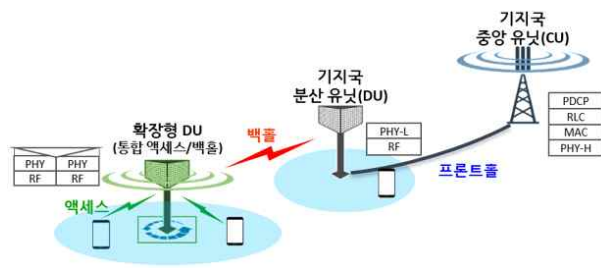 기지국
중앙 유닛(CU)
PDCP
RLC
MAC
PHY-H
기지국
분산 유닛(DU)
PHY-L
RF
프론트홀
백홀
확장형 DU
(통합 액세스/백홀)
PHY PHY
RF RF
액세스